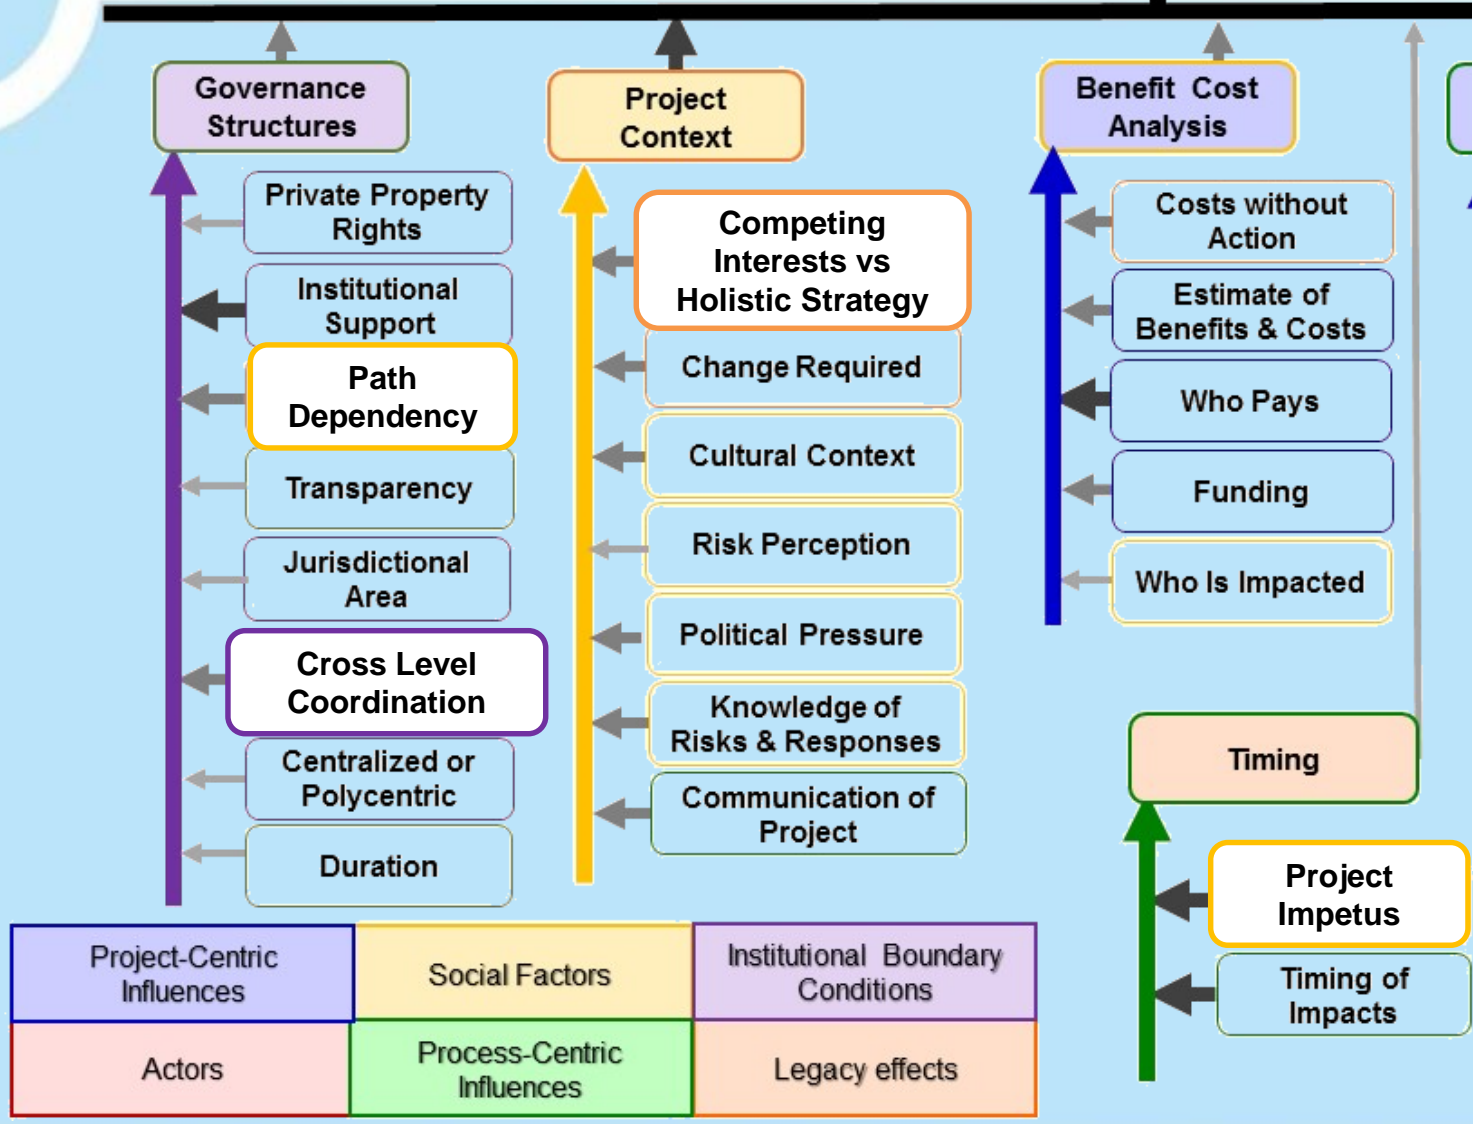 Governance
Structures
Private Property
Rights
Institutional
Support
Path
Dependency
Transparency
Jurisdictional
Area
Cross Level
Coordination
Centralized or
Polycentric
Duration
Project
Context
Competing
Interests vs
Holistic Strategy
Change Required
Cultural Context
Risk Perception
Political Pressure
Knowledge of
Risks & Responses
Communication of
Project
Benefit Cost
Analysis
Costs without
Action
Estimate of
Benefits & Costs
Who Pays
Funding
Who Is Impacted
Timing
Project
Impetus
Timing of
Impacts
Project-Centric
Influences
Social Factors
Institutional Boundary
Conditions
Actors
Process-Centric
Influences
Legacy effects